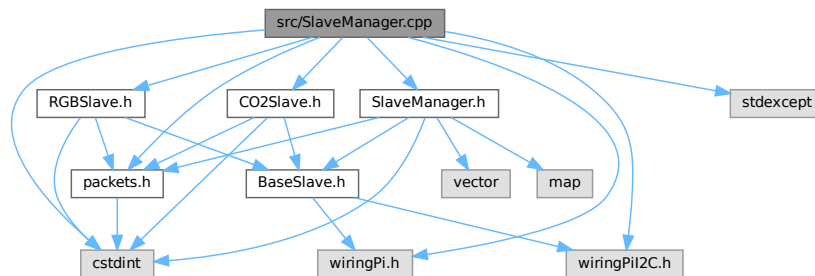 src/SlaveManager.cpp
RGBSlave.h
CO2Slave.h
SlaveManager.h
stdexcept
packets.h
BaseSlave.h
vector
map
cstdint
wiringPi.h
wiringPiI2C.h